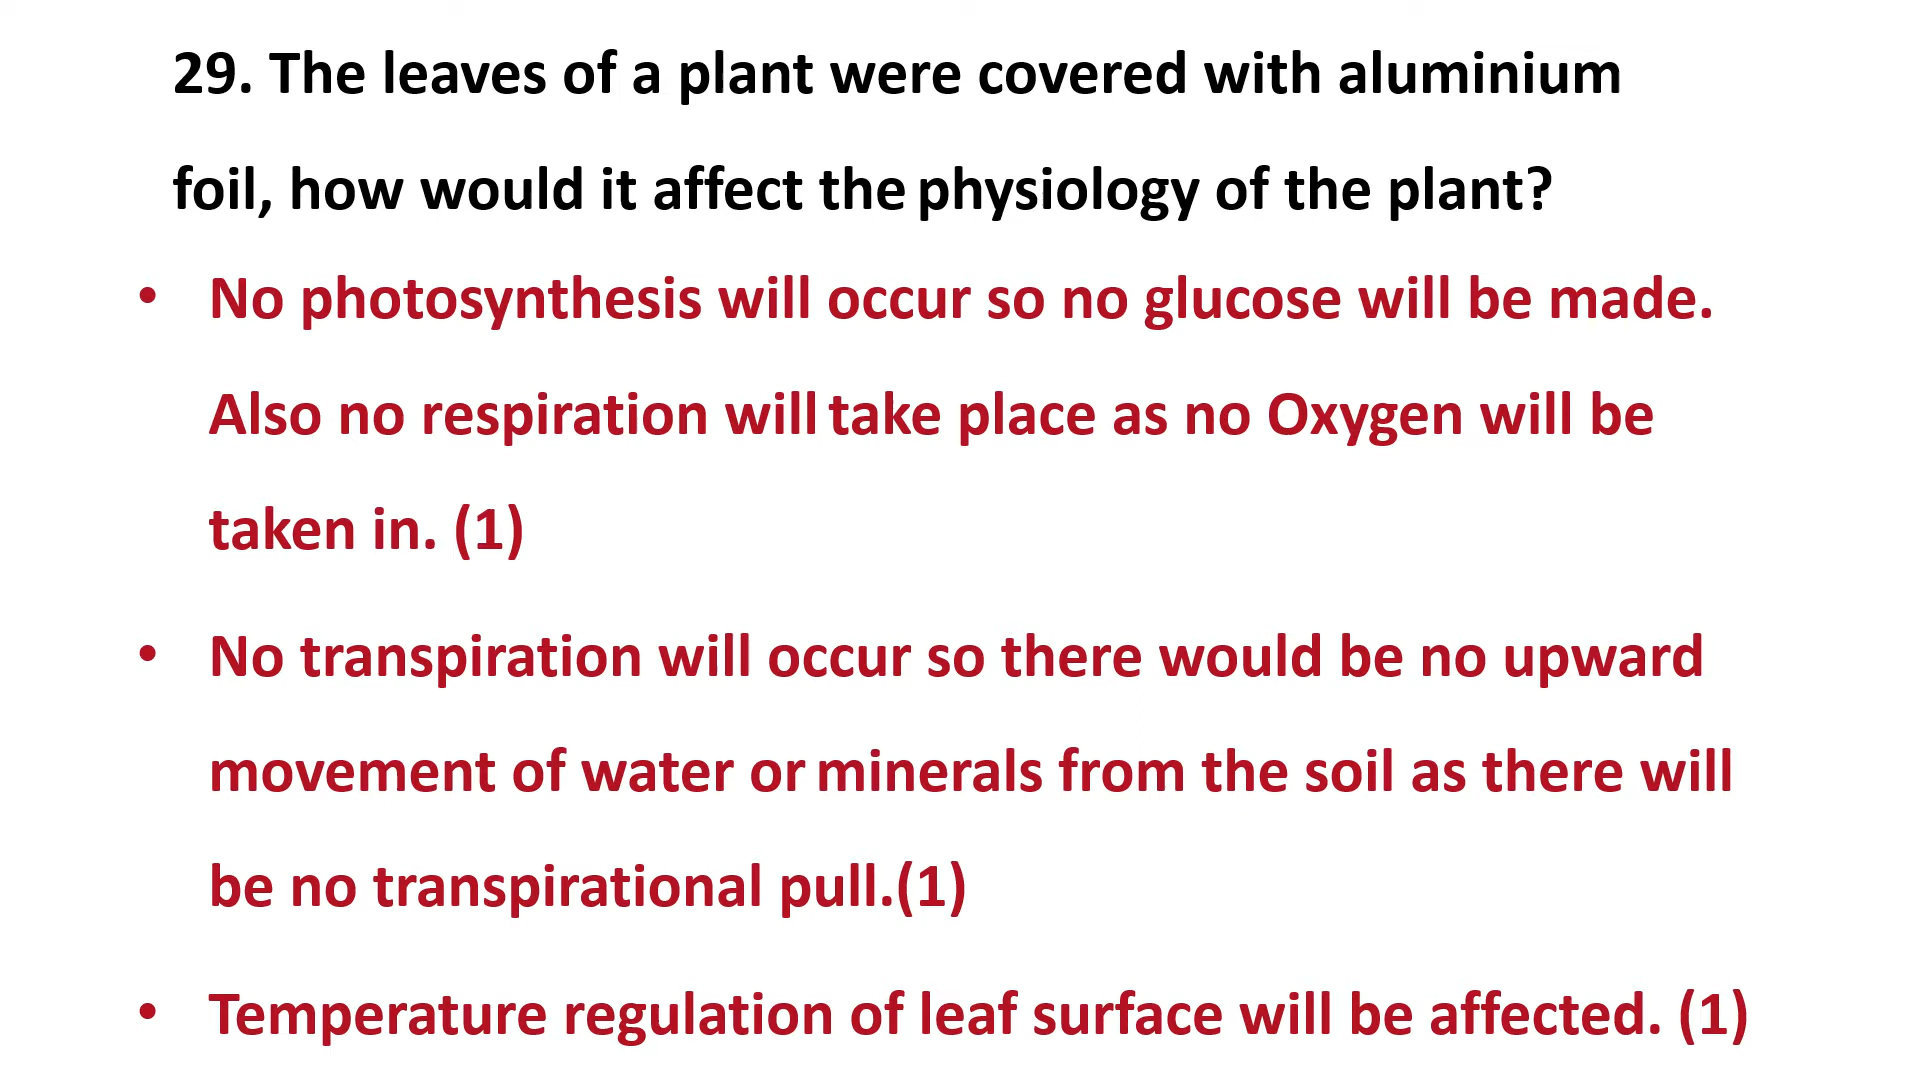 29. The leaves of a plant were covered with aluminium
foil, how would it affect the physiology of the plant?
• No photosynthesis will occur so no glucose will be made.
Also no respiration will take place as no Oxygen will be
taken in. (1)
• No transpiration will occur so there would be no upward
movement of water or minerals from the soil as there will
be no transpirational pull.(1)
• Temperature regulation of leaf surface will be affected. (1)